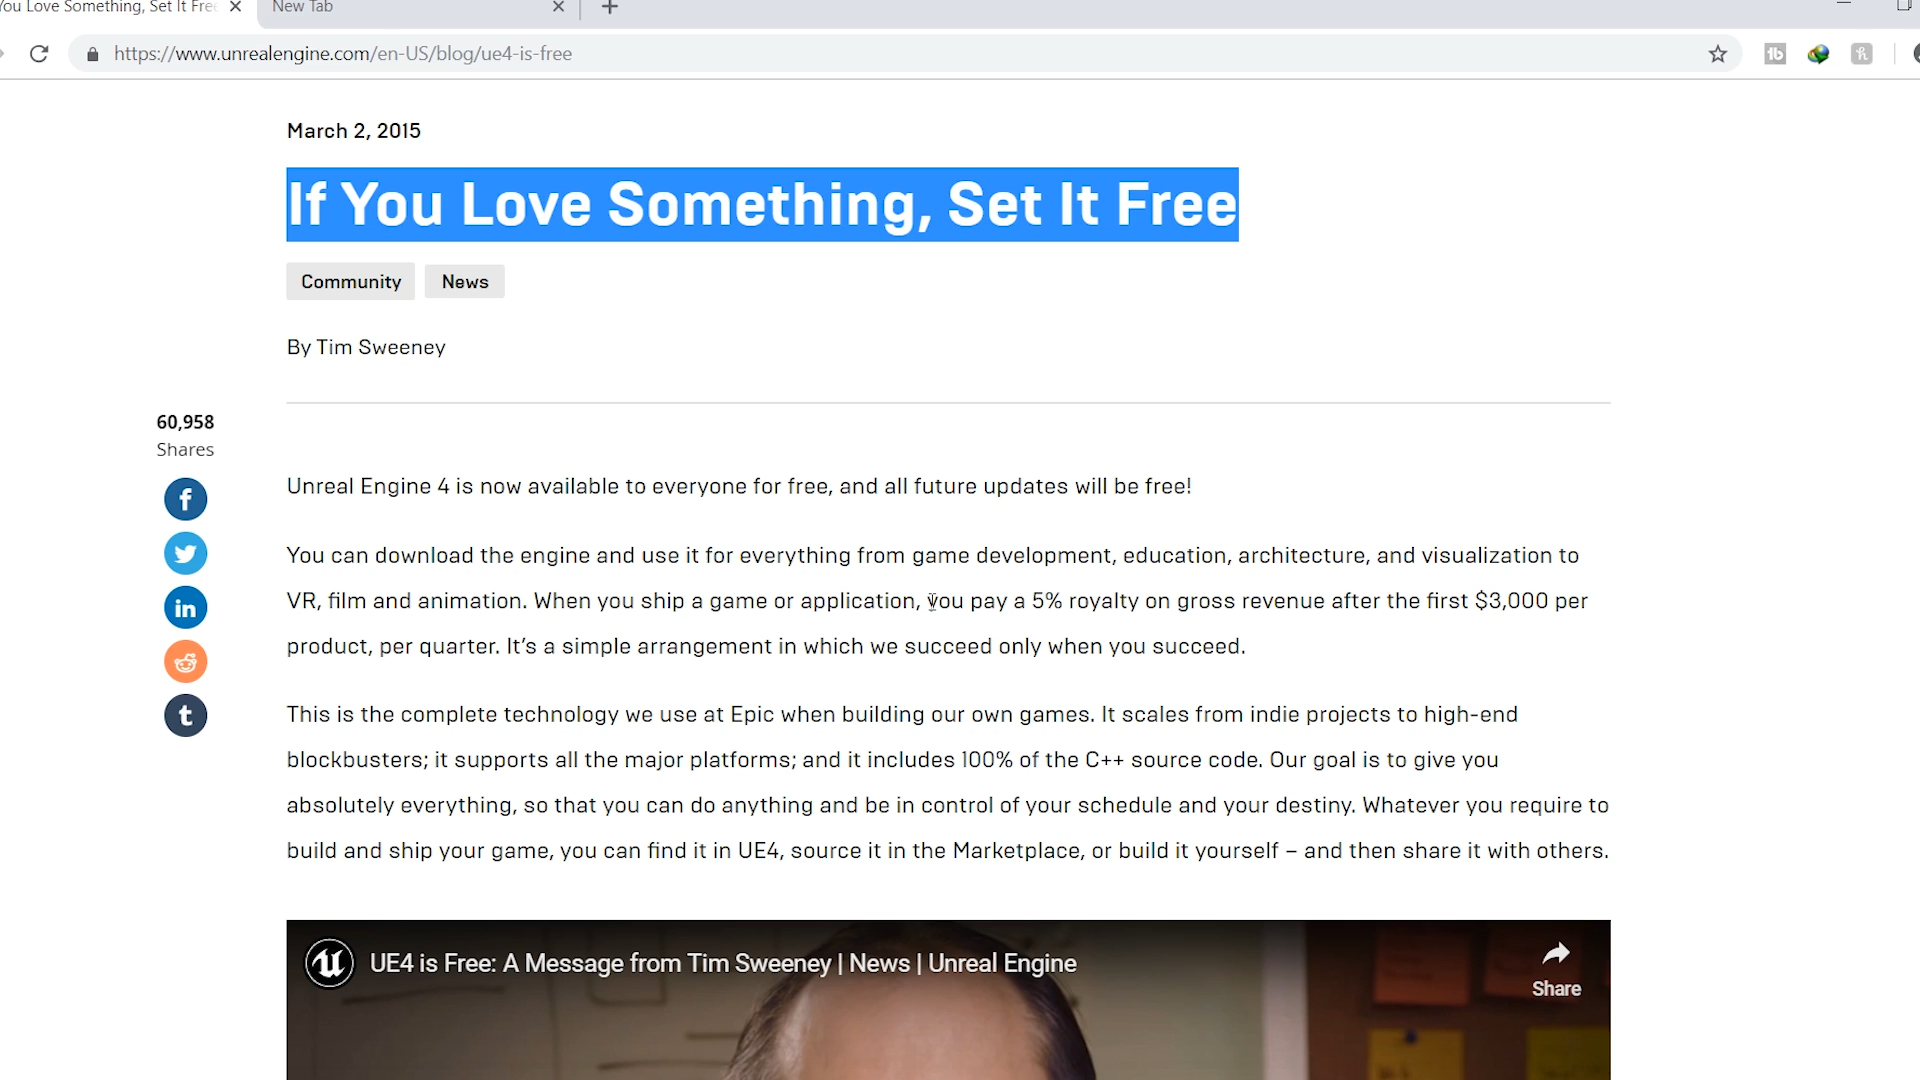 You Love Something, Set It Free
New Tab
https://www.unrealengine.com/en-US/blog/ue4-is-free
March 2, 2015
If You Love Something, Set It Free
Community News
By Tim Sweeney
60,958
Shares
Unreal Engine 4 is now available to everyone for free, and all future updates will be free!
You can download the engine and use it for everything from game development, education, architecture, and visualization to
VR, film and animation. When you ship a game or application, you pay a 5% royalty on gross revenue after the first $3,000 per
product, per quarter. It’s a simple arrangement in which we succeed only when you succeed.
This is the complete technology we use at Epic when building our own games. It scales from indie projects to high-end
blockbusters; it supports all the major platforms; and it includes 100% of the C++ source code. Our goal is to give you
absolutely everything, so that you can do anything and be in control of your schedule and your destiny. Whatever you require to
build and ship your game, you can find it in UE4, source it in the Marketplace, or build it yourself – and then share it with others.
UE4 is Free: A Message from Tim Sweeney | News | Unreal Engine
Share